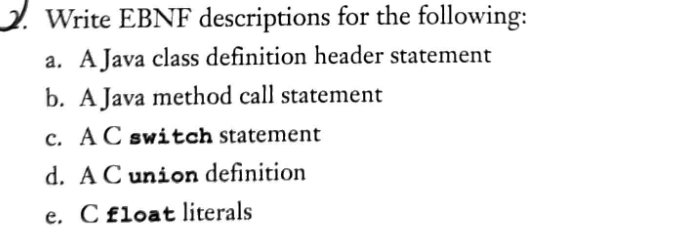 2. Write EBNF descriptions for the following:
a. A Java class definition header statement
b. A Java method call statement
c. A C switch statement
d. A C union definition
e. C float literals